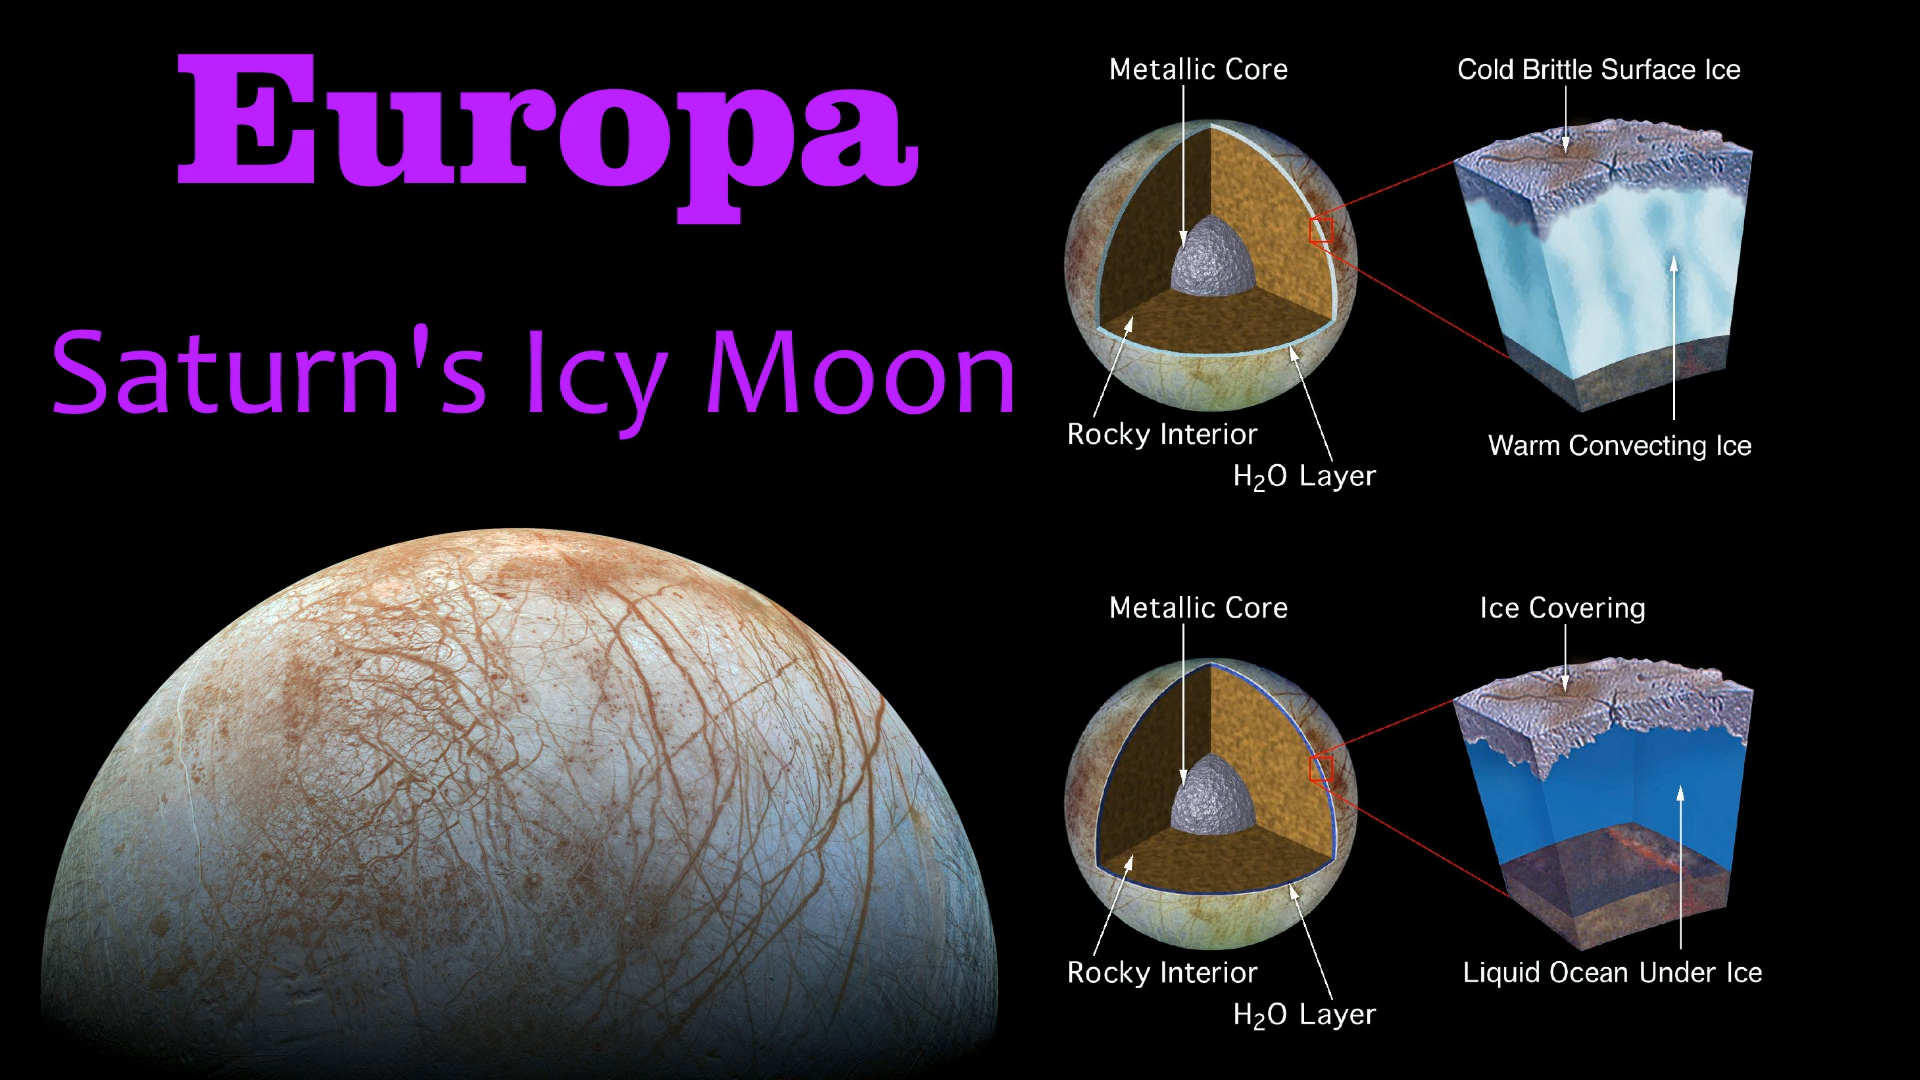 Europa
Saturn's Icy Moon
Metallic Core
Cold Brittle Surface Ice
Rocky Interior
H₂O Layer
Warm Convecting Ice
Metallic Core
Ice Covering
Rocky Interior
H₂O Layer
Liquid Ocean Under Ice